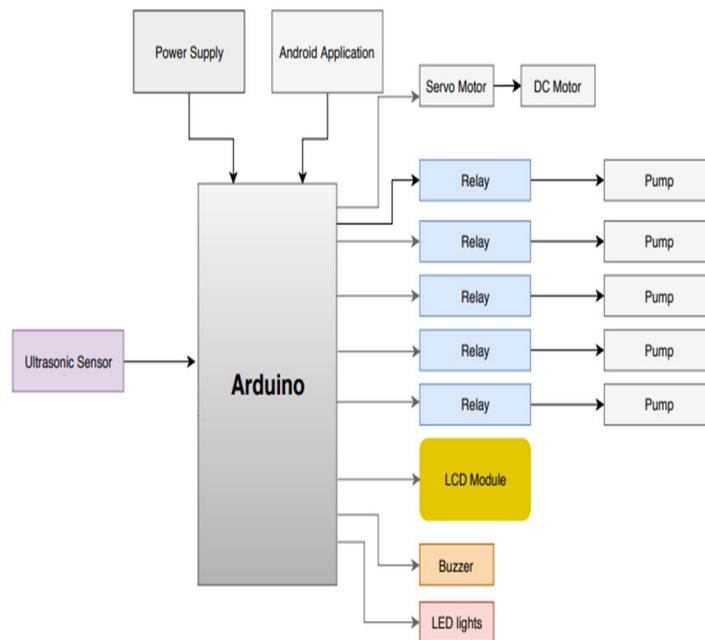 Power Supply
Android Application
Servo Motor
DC Motor
Relay
Pump
Relay
Pump
Relay
Pump
Ultrasonic Sensor
Relay
Pump
Arduino
Relay
Pump
LCD Module
Buzzer
LED lights